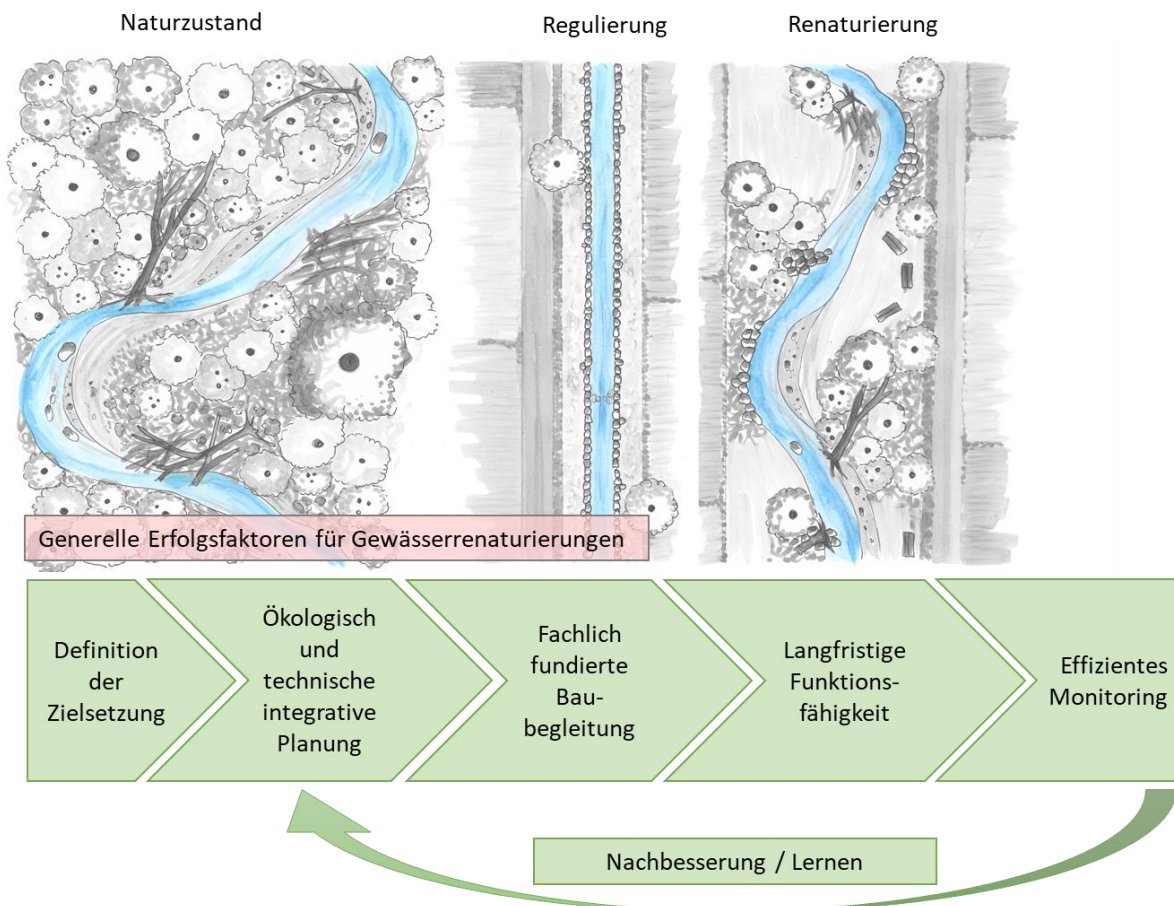 Naturzustand
Regulierung
Renaturierung
Generelle Erfolgsfaktoren für Gewässerrenaturierungen
Definition
der
Zielsetzung
Ökologisch
und
technische
integrative
Planung
Fachlich
fundierte
Bau-
begleitung
Langfristige
Funktions-
fähigkeit
Effizientes
Monitoring
Nachbesserung / Lernen